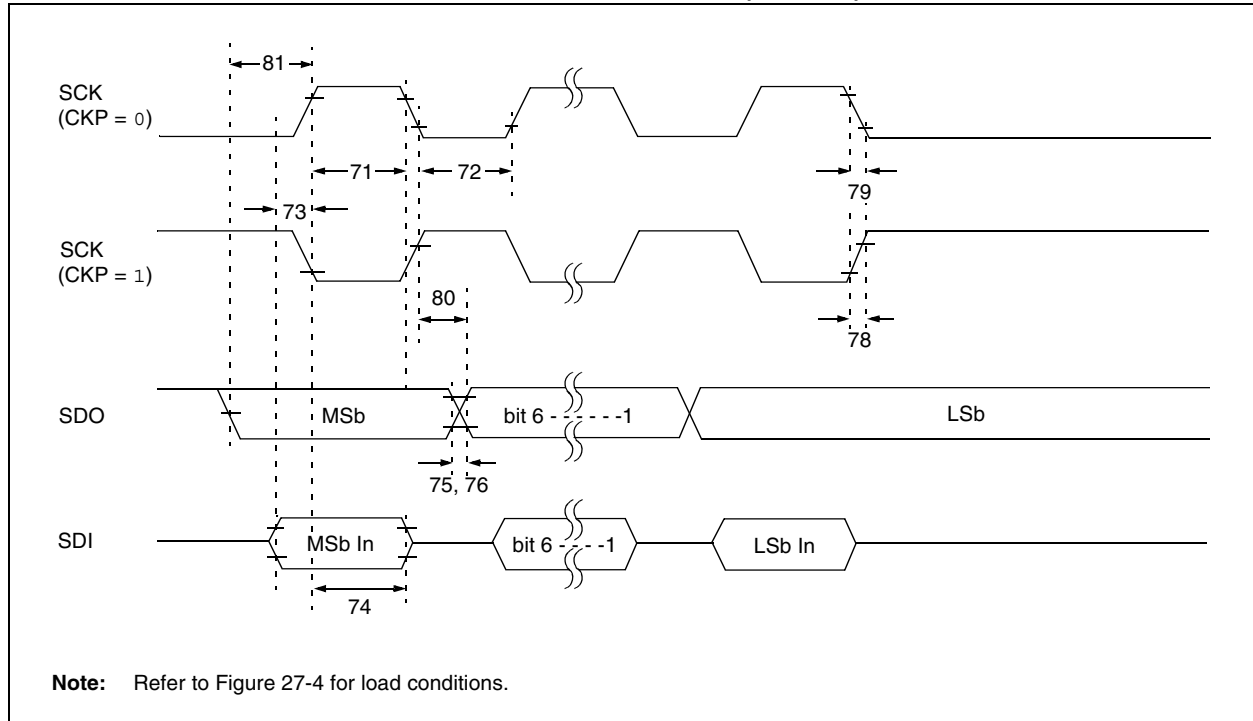 81
SCK
(CKP = 0)
71
72
79
73
SCK
(CKP = 1)
80
78
SDO
MSb
bit 6 - - - - - -1
LSb
75, 76
SDI
MSb In
bit 6 - - - -1
LSb In
74
Note: Refer to Figure 27-4 for load conditions.